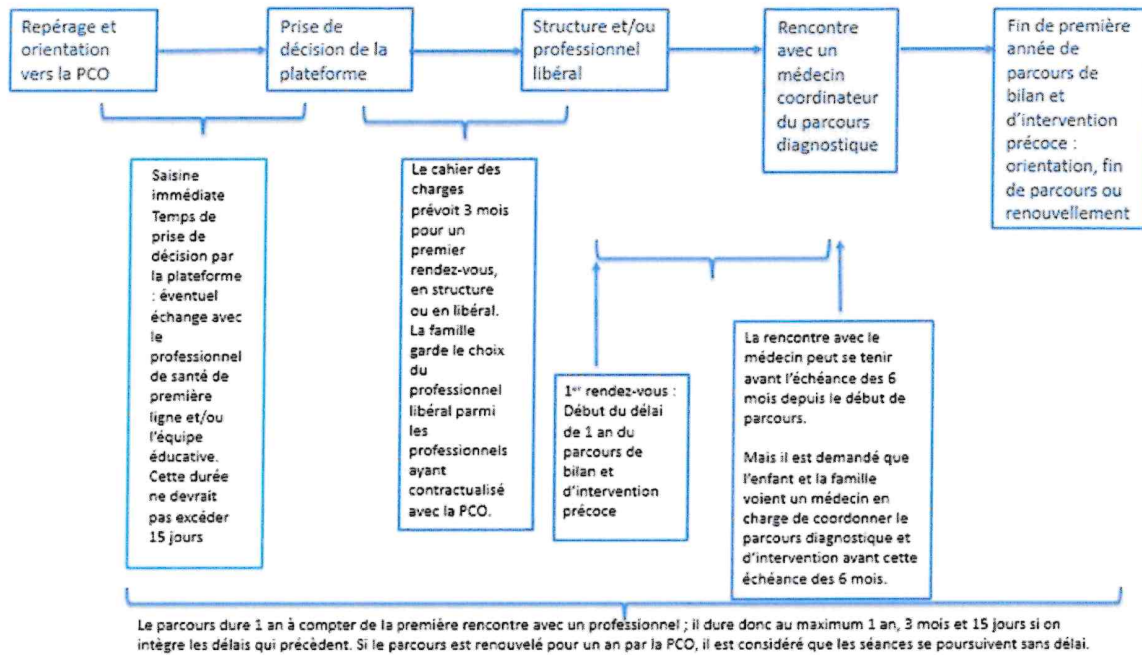 Repérage et
orientation
vers la PCO
Prise de
décision de la
plateforme
Structure et/ou
professionnel
libéral
Rencontre
avec un
médecin
coordinateur
du parcours
diagnostique
Fin de première
année de
parcours de
bilan et
d'intervention
précoce :
orientation, fin
de parcours ou
renouvellement
Saisine
immédiate
Temps de
prise de
décision par
la plateforme
: éventuel
échange avec
le
professionnel
de santé de
première
ligne et/ou
l'équipe
éducative.
Cette durée
ne devrait
pas excéder
15 jours
Le cahier des
charges
prévoit 3 mois
pour un
premier
rendez-vous,
en structure
ou en libéral.
La famille
garde le choix
du
professionnel
libéral parmi
les
professionnels
ayant
contractualisé
avec la PCO.
1er rendez-vous :
Début du délai
de 1 an du
parcours de
bilan et
d'intervention
précoce
La rencontre avec le
médecin peut se tenir
avant l'échéance des 6
mois depuis le début de
parcours.
Mais il est demandé que
l'enfant et la famille
voient un médecin en
charge de coordonner le
parcours diagnostique et
d'intervention avant cette
échéance des 6 mois.
Le parcours dure 1 an à compter de la première rencontre avec un professionnel ; il dure donc au maximum 1 an, 3 mois et 15 jours si on
intègre les délais qui précèdent. Si le parcours est renouvelé pour un an par la PCO, il est considéré que les séances se poursuivent sans délai.